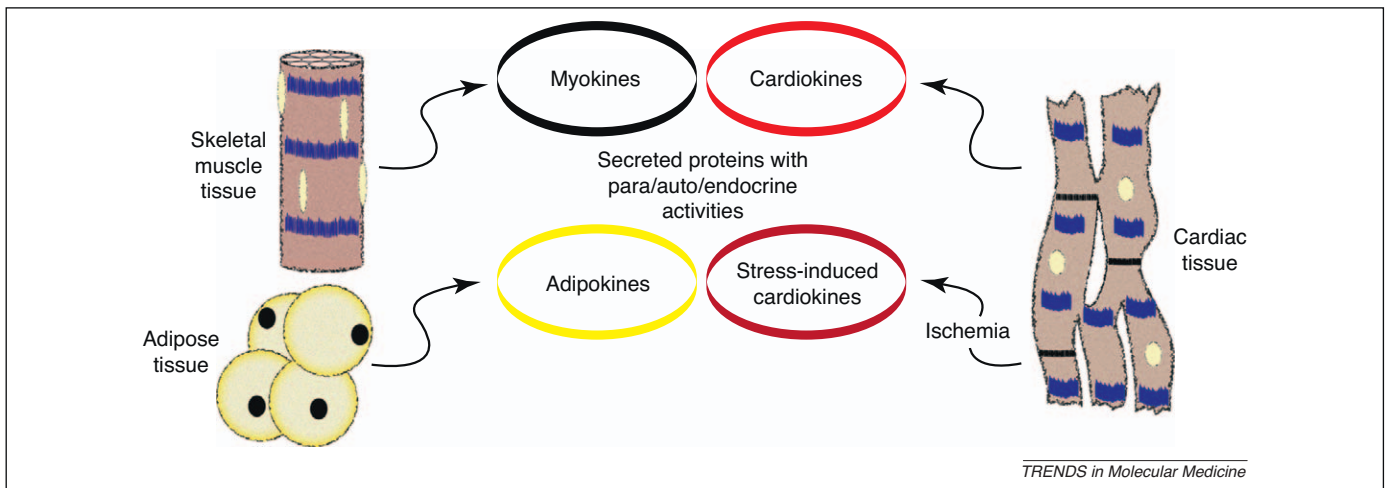 Myokines
Cardiokines
Skeletal
muscle
tissue
Secreted proteins with
para/auto/endocrine
activities
Cardiac
tissue
Adipokines
Stress-induced
cardiokines
Adipose
tissue
Ischemia
TRENDS in Molecular Medicine